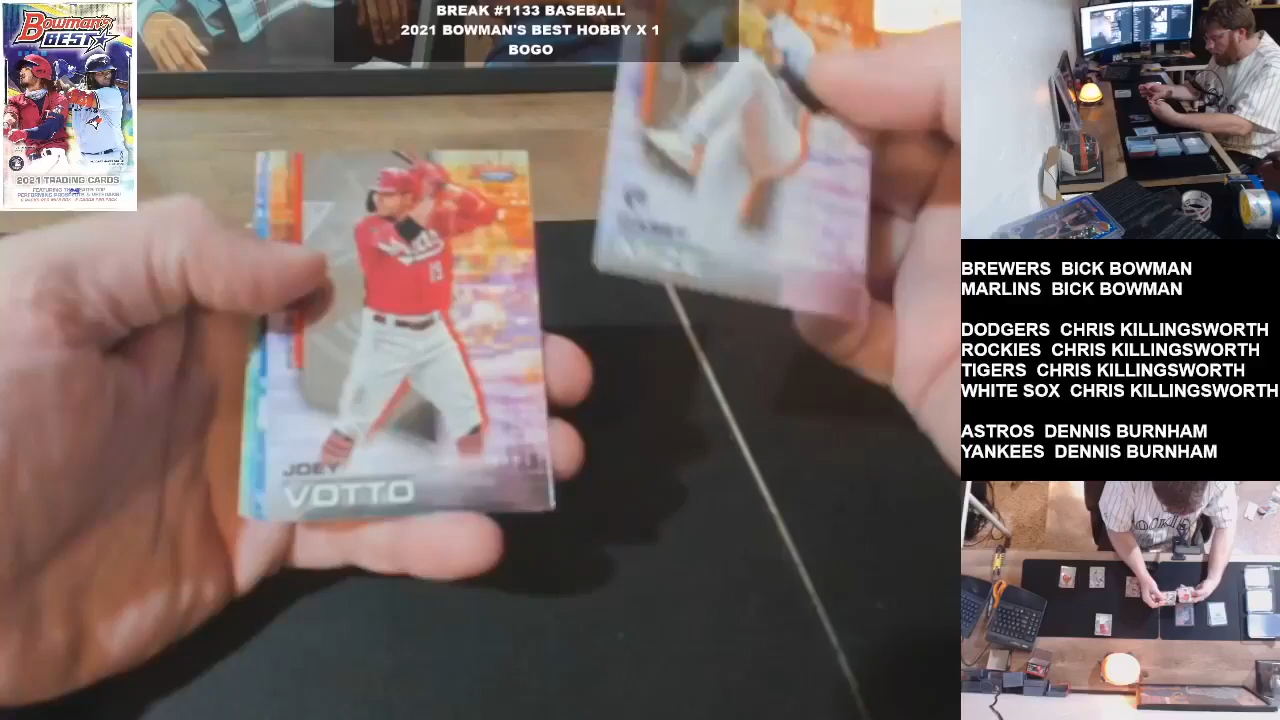 BREAK #1133 BASEBALL
2021 BOWMAN'S BEST HOBBY X 1
BOGO
Bowman's
BEST
2021 TRADING CARDS
JOEY
VOTTO
19
BREWERS BICK BOWMAN
MARLINS BICK BOWMAN
DODGERS CHRIS KILLINGSWORTH
ROCKIES CHRIS KILLINGSWORTH
TIGERS CHRIS KILLINGSWORTH
WHITE SOX CHRIS KILLINGSWORTH
ASTROS DENNIS BURNHAM
YANKEES DENNIS BURNHAM